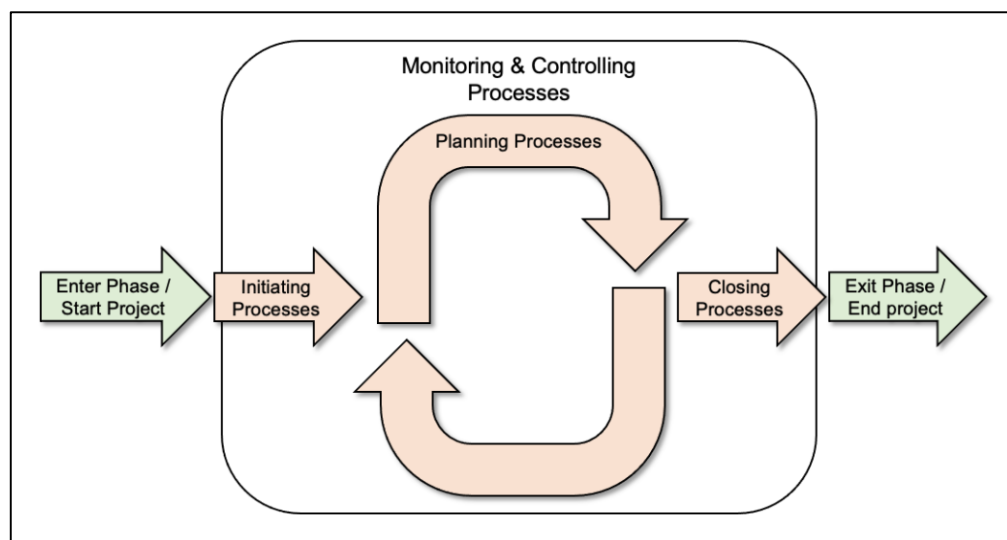 Monitoring & Controlling
Processes
Planning Processes
Enter Phase /
Start Project
Initiating
Processes
Closing
Processes
Exit Phase /
End project